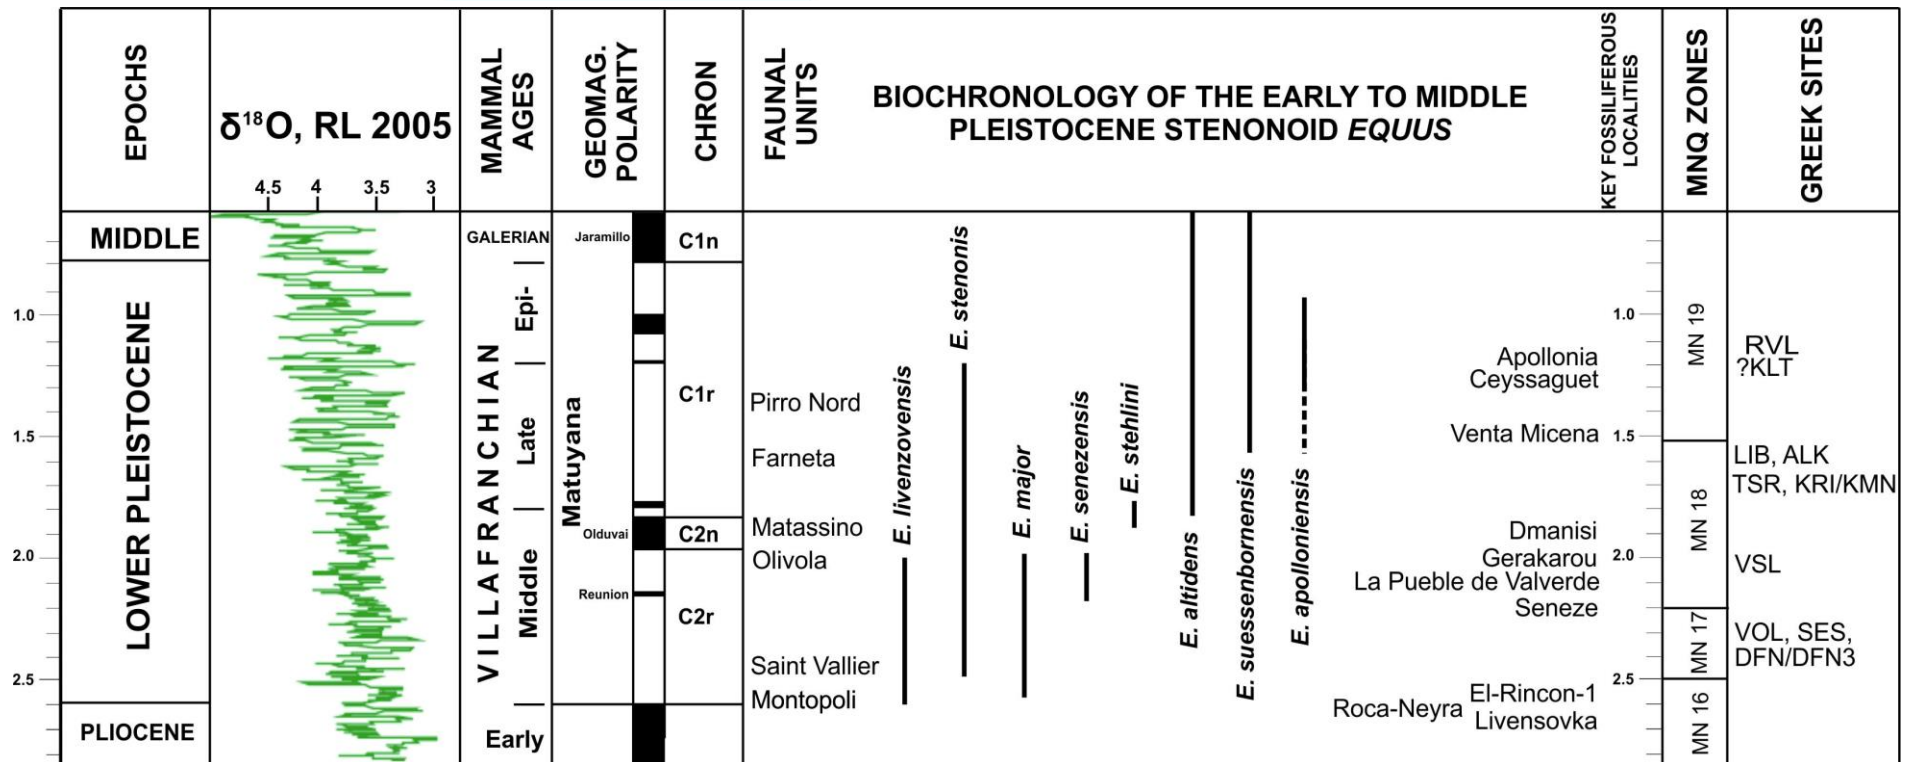 EPOCHS
δ¹⁸O, RL 2005
4.5 4 3.5 3
MAMMAL
AGES
GEOMAG.
POLARITY
CHRON
FAUNAL
UNITS
BIOCHRONOLOGY OF THE EARLY TO MIDDLE
PLEISTOCENE STENONOID EQUUS
KEY FOSSILIFEROUS
LOCALITIES
MNQ ZONES
GREEK SITES
MIDDLE
LOWER PLEISTOCENE
PLIOCENE
1.0
1.5
2.0
2.5
GALERIAN
VILLAFRANCHIAN
Epi-
Late
Middle
Early
Matuyana
Jaramillo
Olduvai
Reunion
C1n
C1r
C2n
C2r
Pirro Nord
Farneta
Matassino
Olivola
Saint Vallier
Montopoli
E. livenzovensis
E. stenonis
E. major
E. senezensis
E. stehlini
E. altidens
E. suessenbornensis
E. apolloniensis
Apollonia
Ceyssaguet
Venta Micena
Dmanisi
Gerakarou
La Pueble de Valverde
Seneze
El-Rincon-1
Roca-Neyra
Livensovka
1.0
1.5
2.0
2.5
MN 19
MN 18
MN 17
MN 16
RVL
?KLT
LIB, ALK
TSR, KRI/KMN
VSL
VOL, SES,
DFN/DFN3